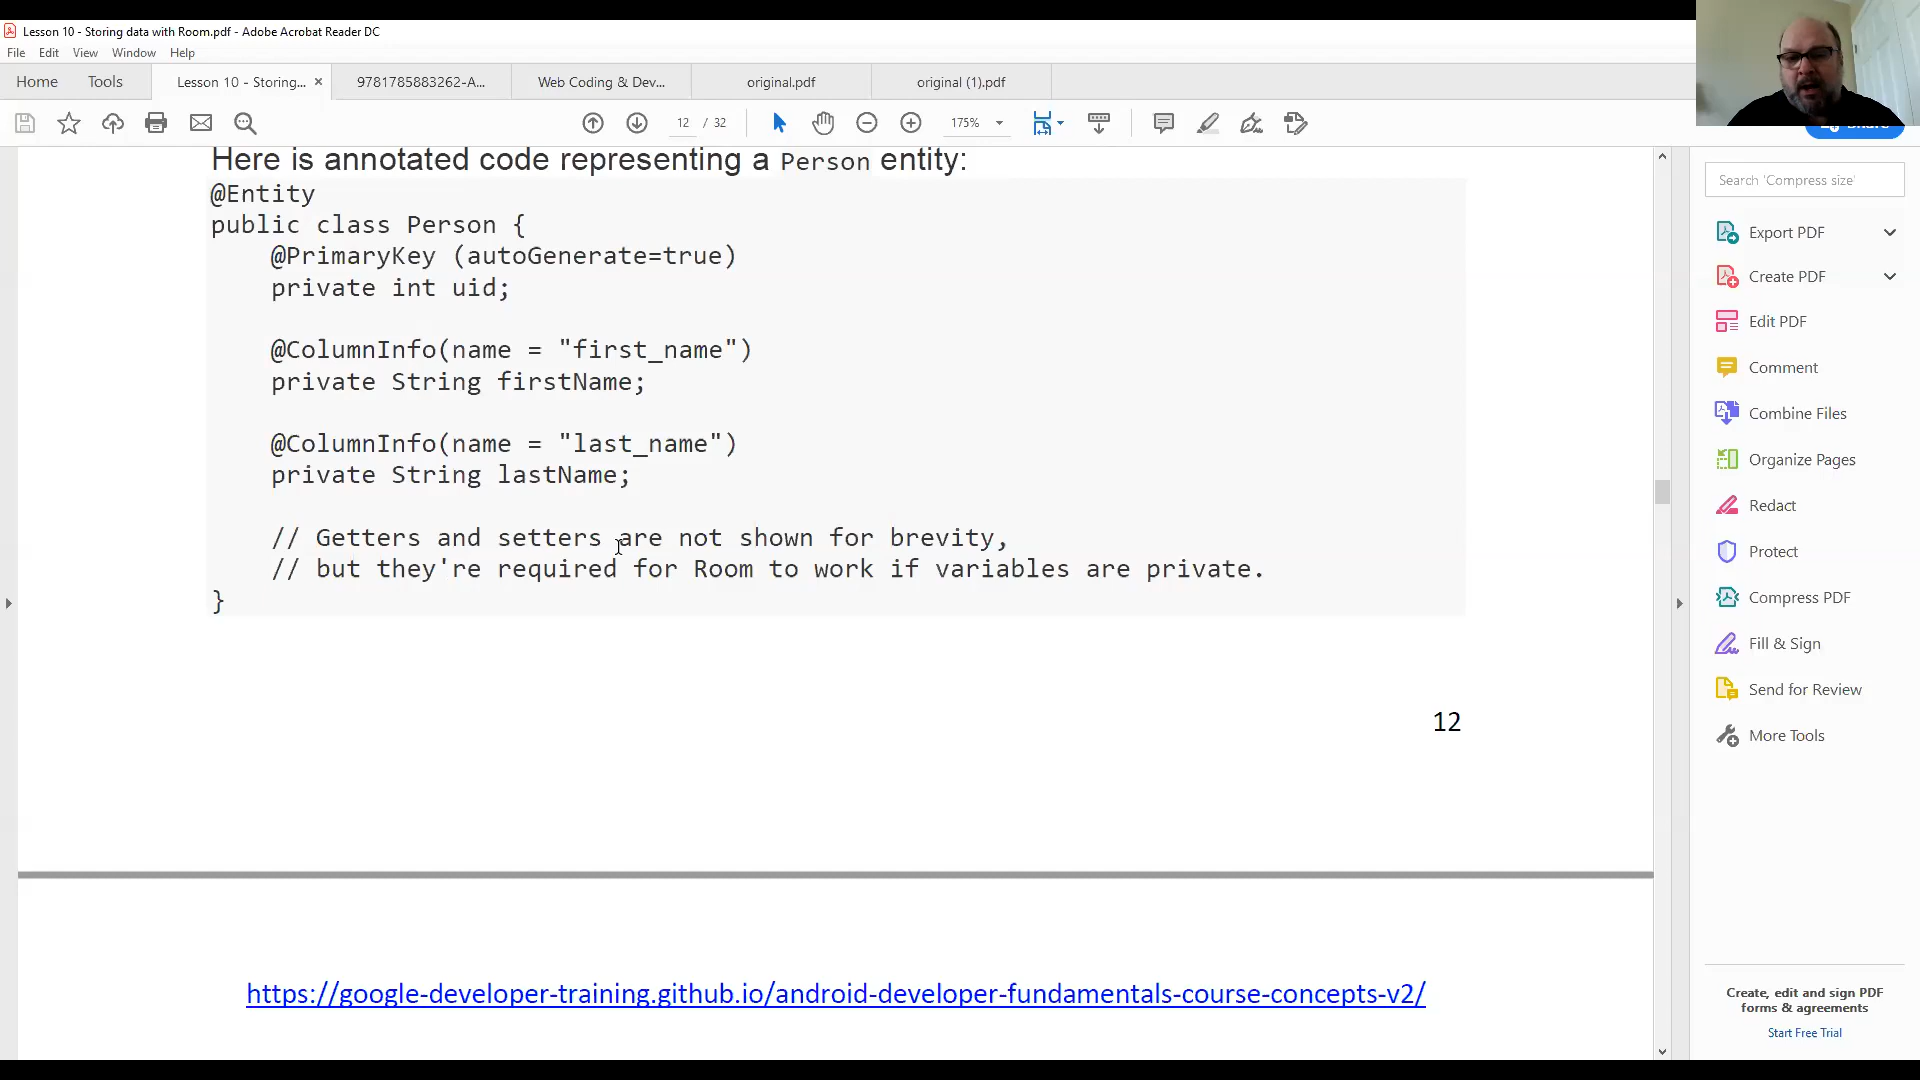 Lesson 10 - Storing data with Room.pdf - Adobe Acrobat Reader DC
File Edit View Window Help
Home Tools Lesson 10 - Storing... × 9781785883262-A... Web Coding & Dev... original.pdf original (1).pdf
12 / 32 175%
Share
Here is annotated code representing a Person entity:
@Entity
public class Person {
@PrimaryKey (autoGenerate=true)
private int uid;
@ColumnInfo(name = "first_name")
private String firstName;
@ColumnInfo(name = "last_name")
private String lastName;
// Getters and setters are not shown for brevity,
// but they're required for Room to work if variables are private.
}
12
https://google-developer-training.github.io/android-developer-fundamentals-course-concepts-v2/
Search 'Compress size'
Export PDF
Create PDF
Edit PDF
Comment
Combine Files
Organize Pages
Redact
Protect
Compress PDF
Fill & Sign
Send for Review
More Tools
Create, edit and sign PDF
forms & agreements
Start Free Trial